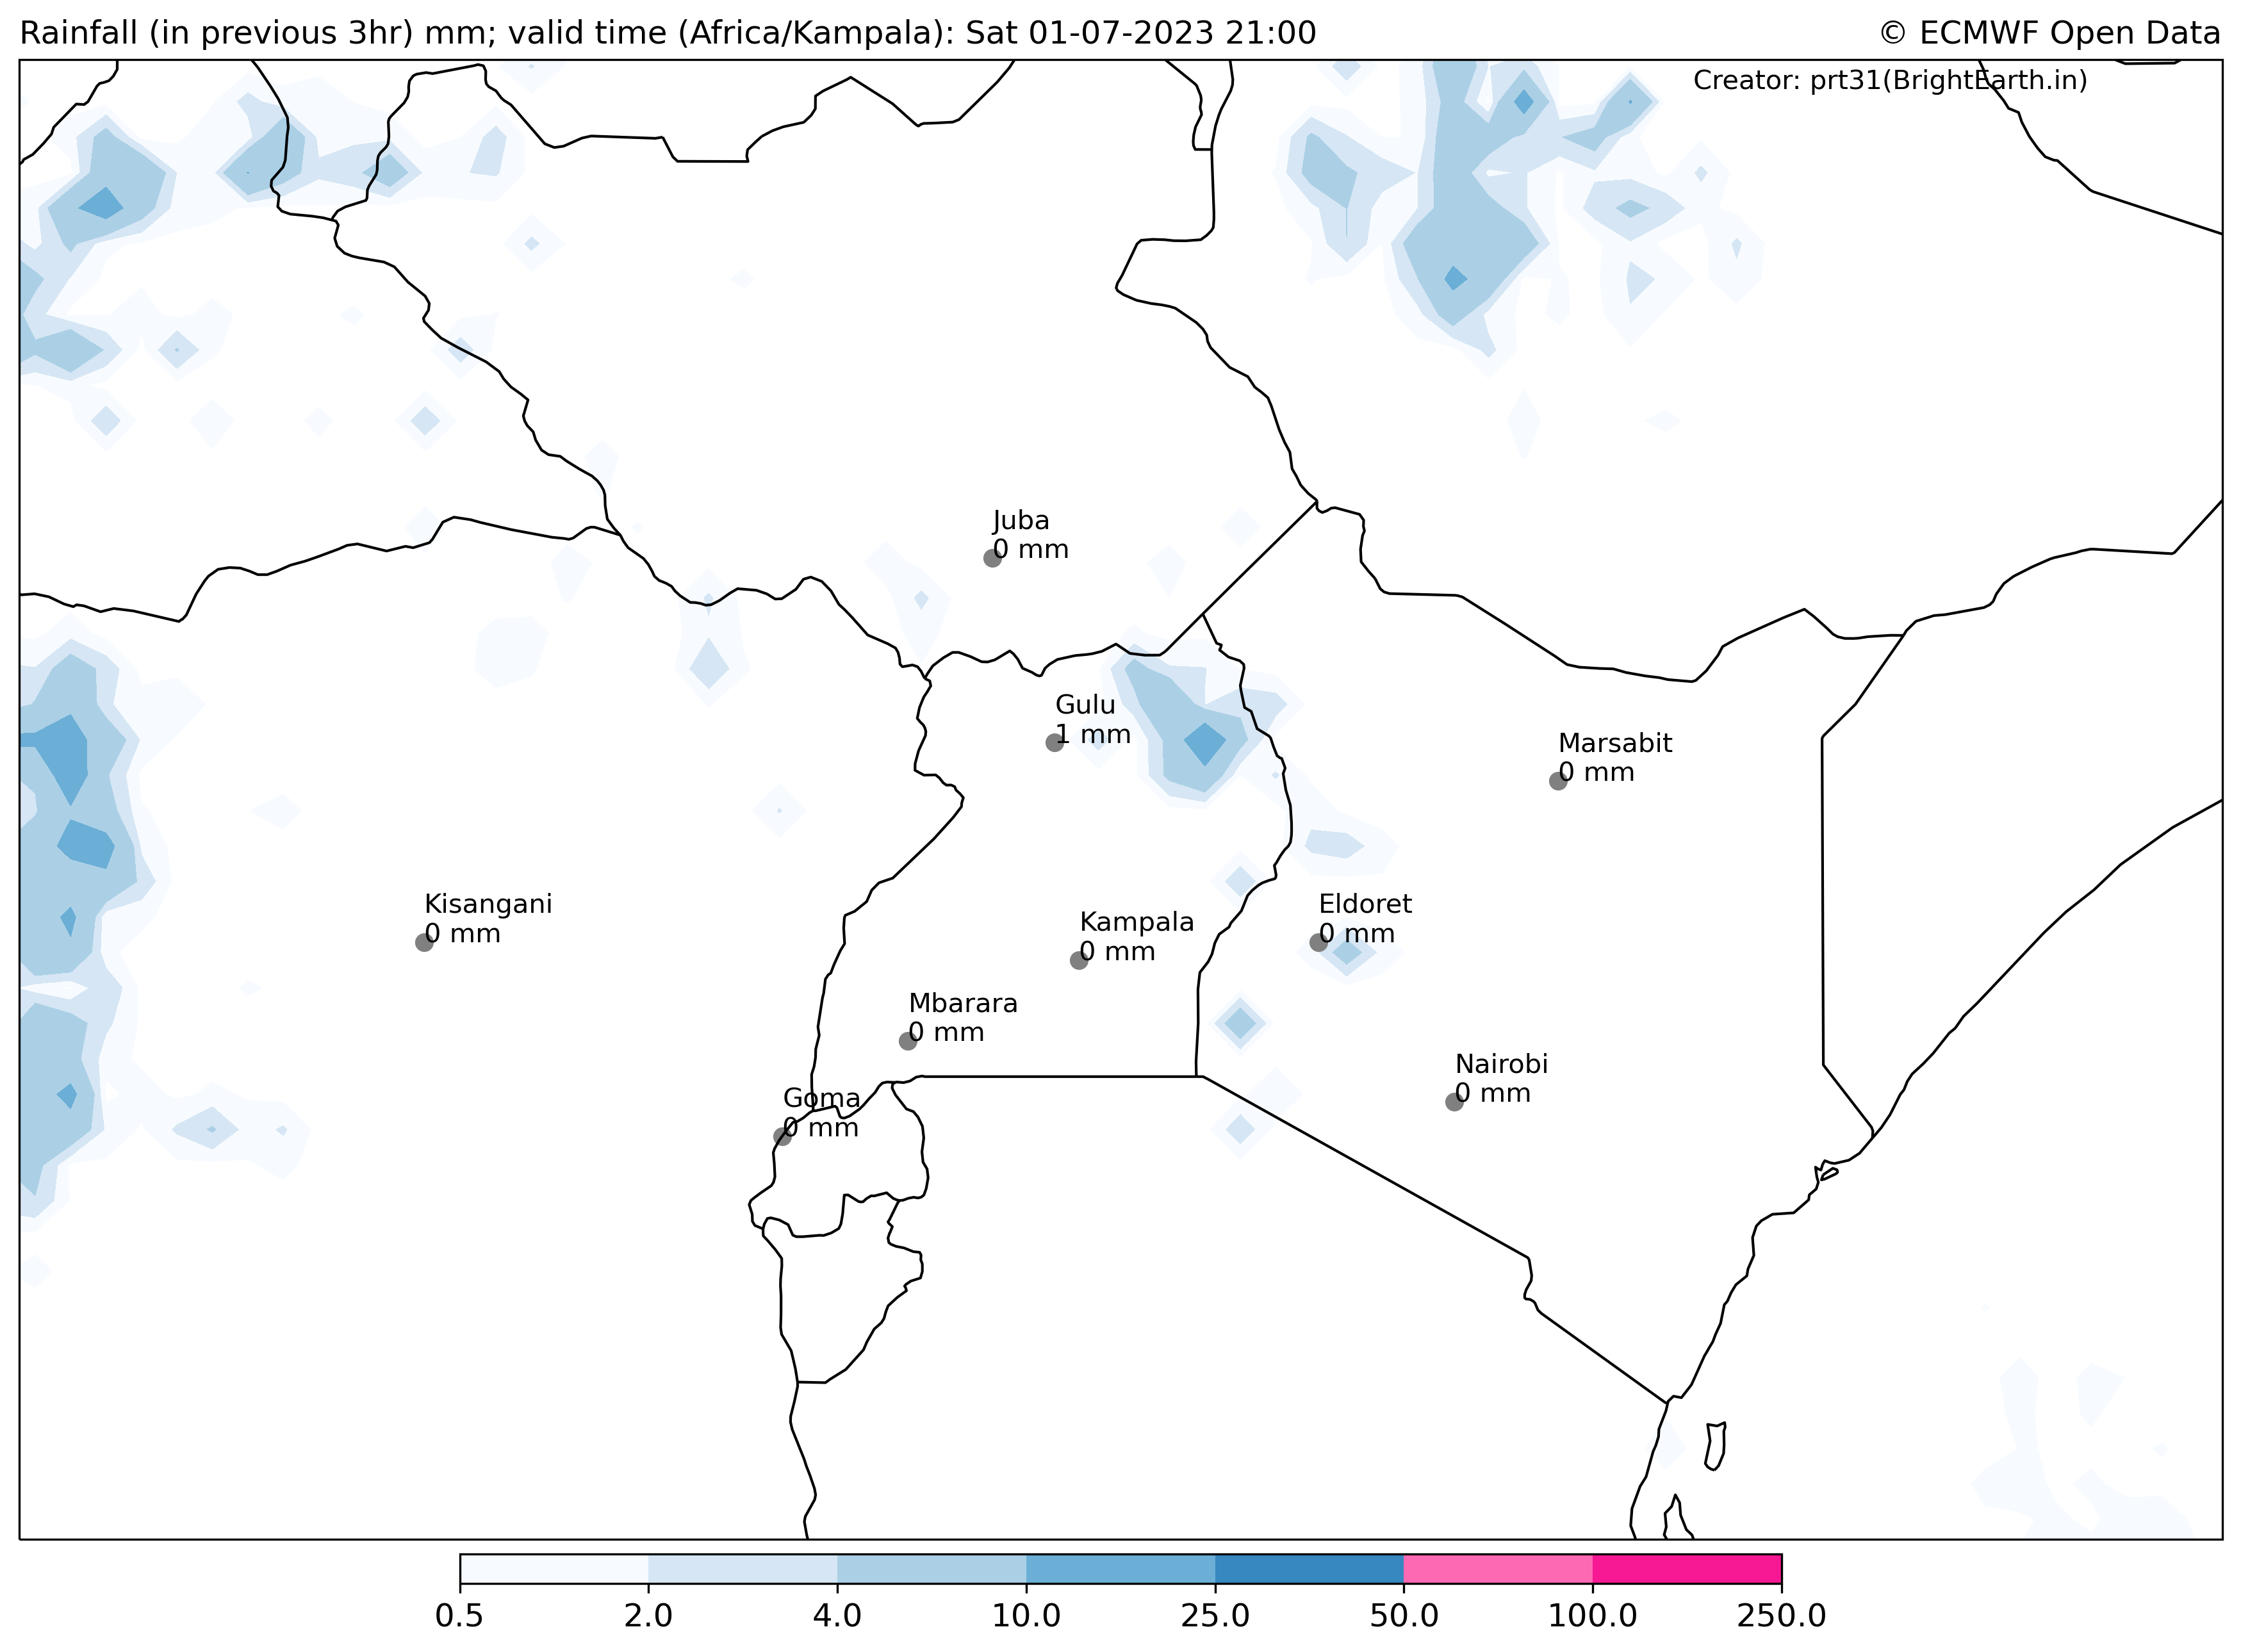 Rainfall (in previous 3hr) mm; valid time (Africa/Kampala): Sat 01-07-2023 21:00
© ECMWF Open Data
Creator: prt31(BrightEarth.in)
Juba
0 mm
Gulu
1 mm
Marsabit
0 mm
Kisangani
0 mm
Kampala
0 mm
Eldoret
0 mm
Mbarara
0 mm
Nairobi
0 mm
Goma
0 mm
0.5 2.0 4.0 10.0 25.0 50.0 100.0 250.0